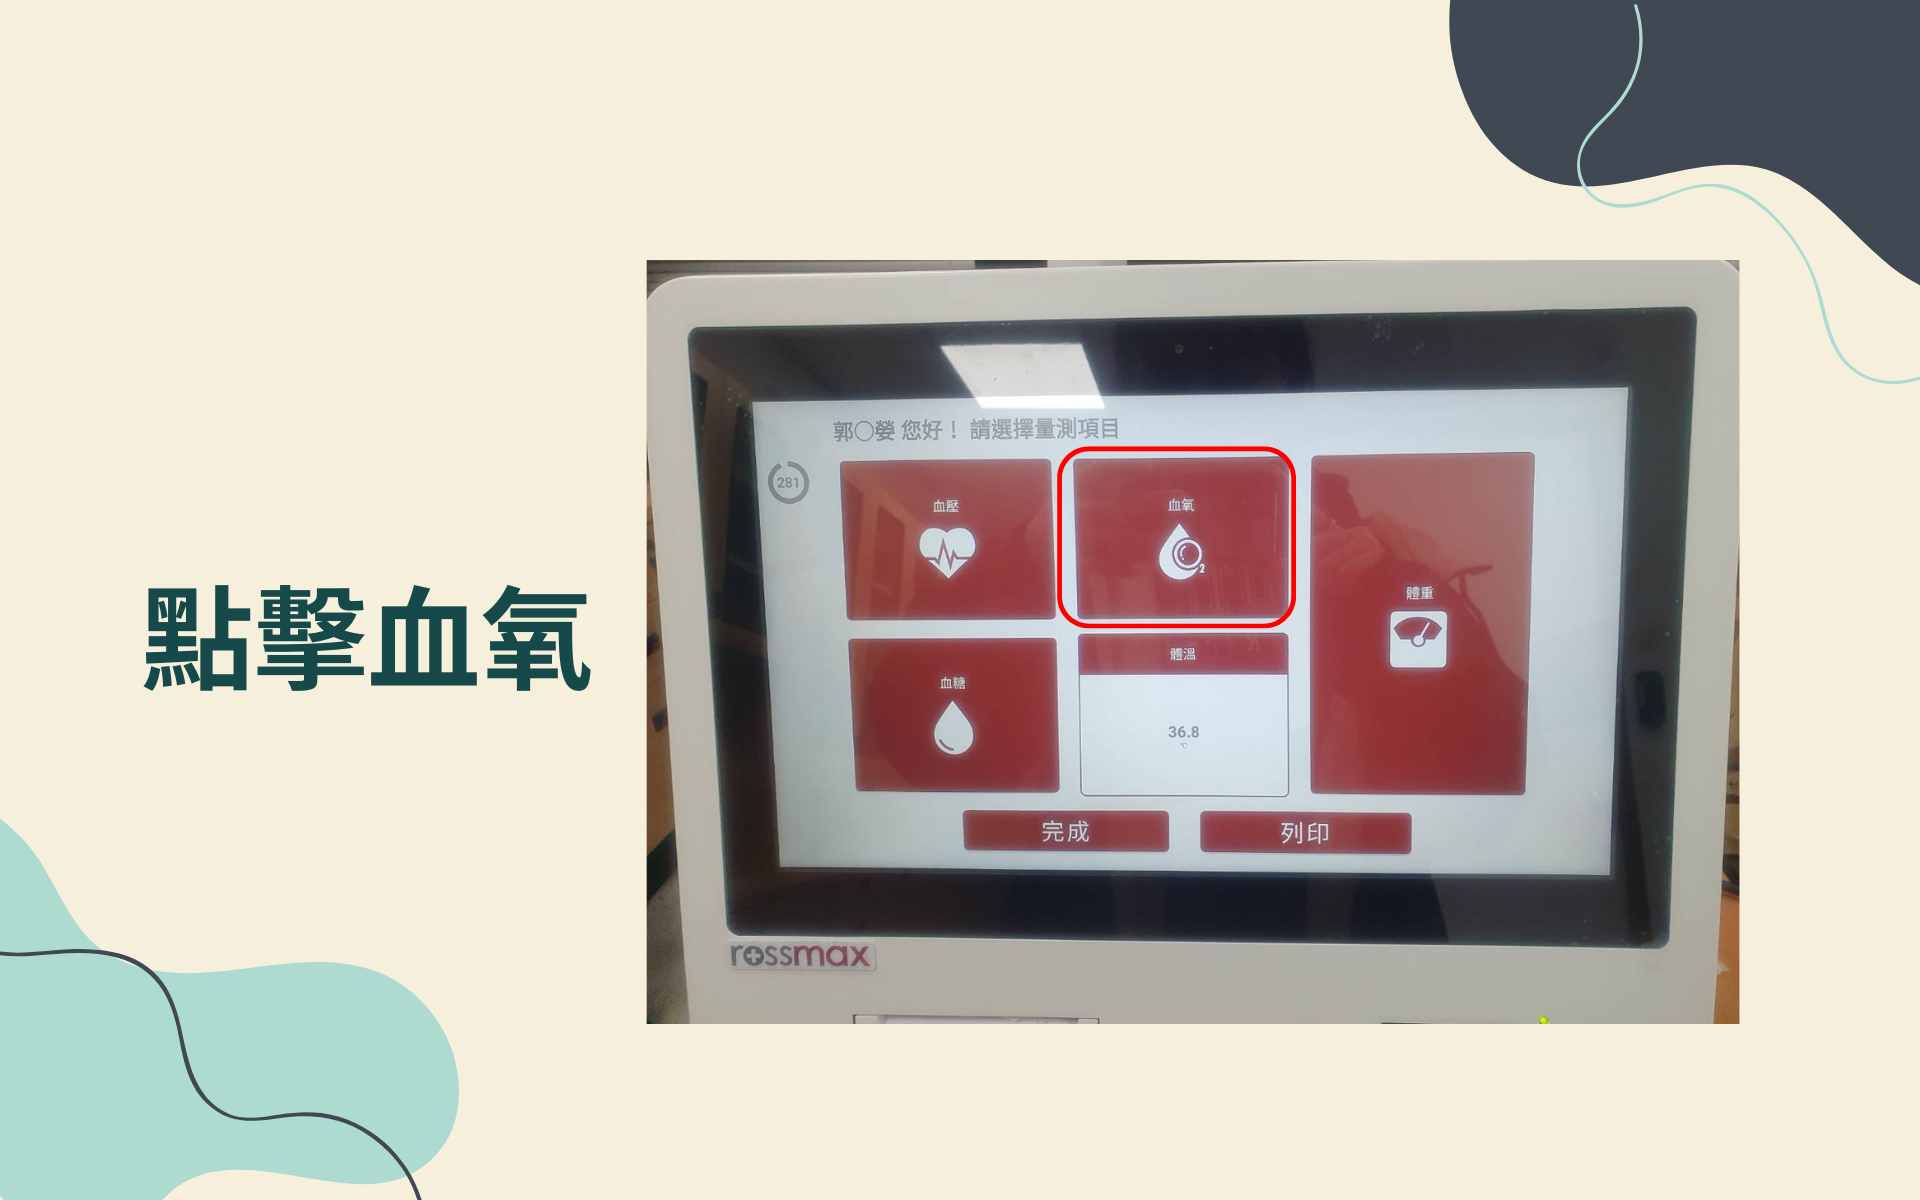 點擊血氧
郭〇嫈 您好！ 請選擇量測項目
281
血壓
血氧
2
體重
血糖
體溫
36.8
℃
完成
列印
rossmax